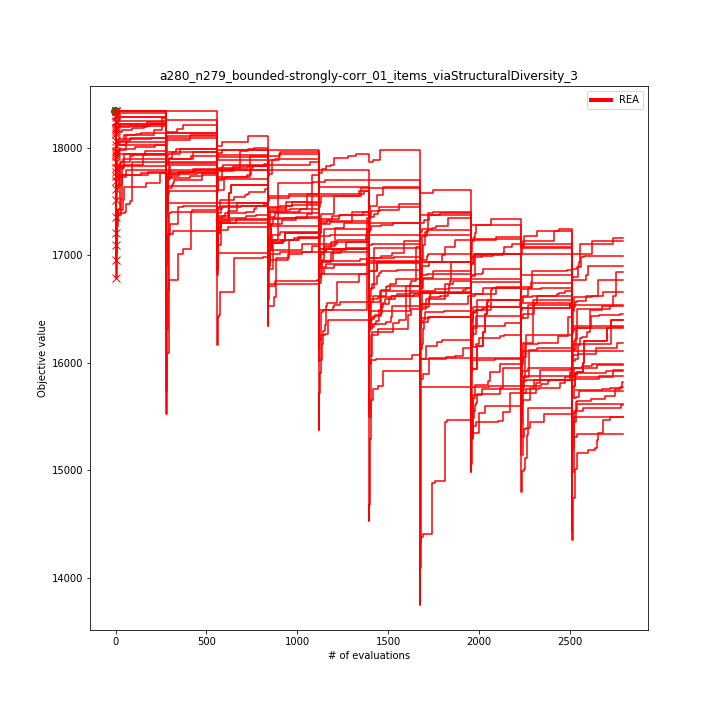 a280_n279_bounded-strongly-corr_01_items_viaStructuralDiversity_3
REA
18000
17000
16000
15000
14000
Objective value
0 500 1000 1500 2000 2500
# of evaluations